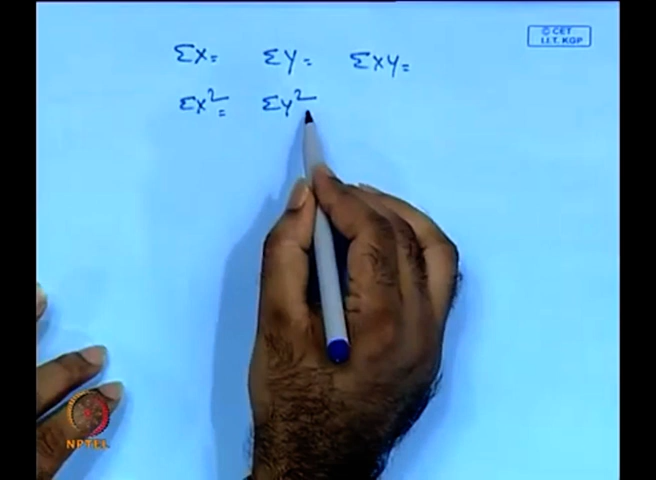 © CET
I.I.T. KGP
Σx= Σy= Σxy=
Σx²= Σy²
NPTEL